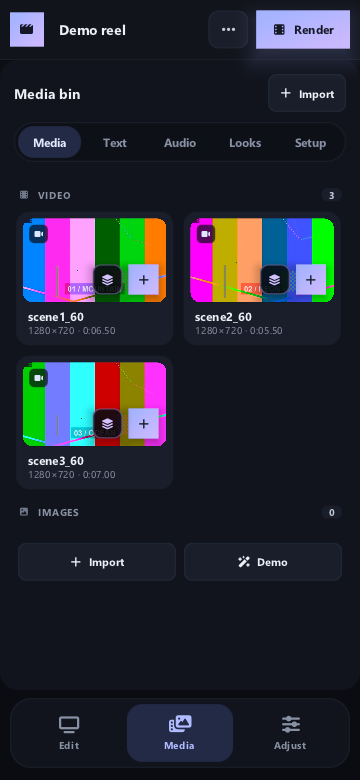 Demo reel
Render
Media bin
Import
Media
Text
Audio
Looks
Setup
VIDEO
3
scene1_60
1280×720 · 0:06.50
scene2_60
1280×720 · 0:05.50
03 /
scene3_60
1280×720 · 0:07.00
IMAGES
0
Import
Demo
Edit
Media
Adjust